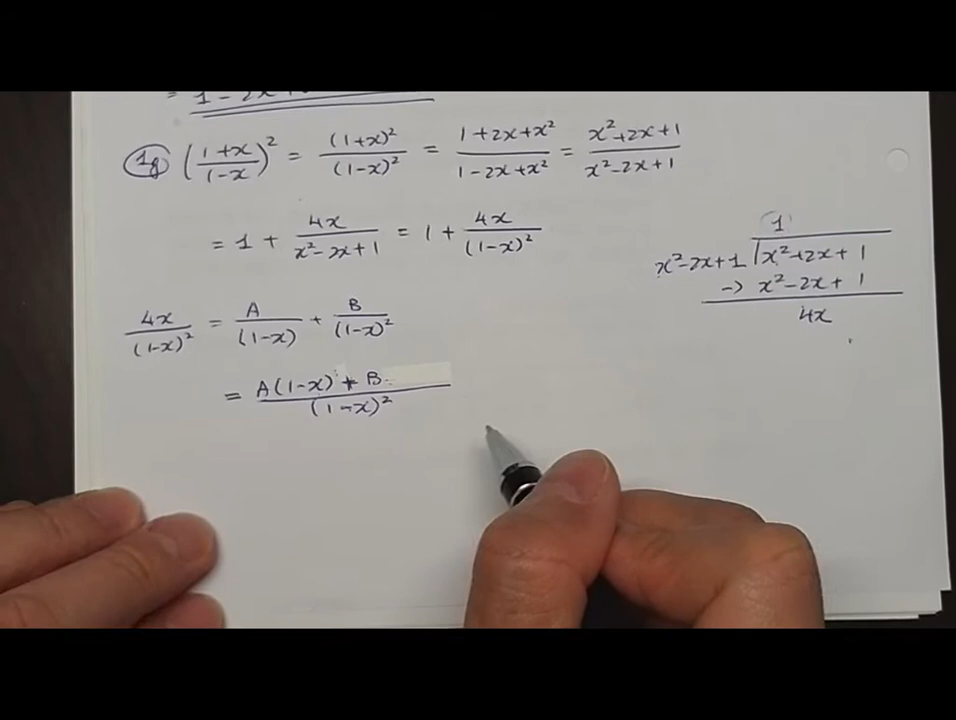 = 1 - 2x +
1g ((1+x)/(1-x))^2 = (1+x)^2/(1-x)^2 = (1+2x+x^2)/(1-2x+x^2) = (x^2+2x+1)/(x^2-2x+1)
= 1 + 4x/(x^2-2x+1) = 1 + 4x/(1-x)^2
1
x^2-2x+1 | x^2+2x+1
-> x^2-2x+1
4x
4x/(1-x)^2 = A/(1-x) + B/(1-x)^2
= (A(1-x) + B)/(1-x)^2